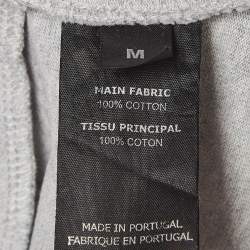 M
MAIN FABRIC
100% COTTON
TISSU PRINCIPAL
100% COTON
MADE IN PORTUGAL
FABRIQUE EN PORTUGAL